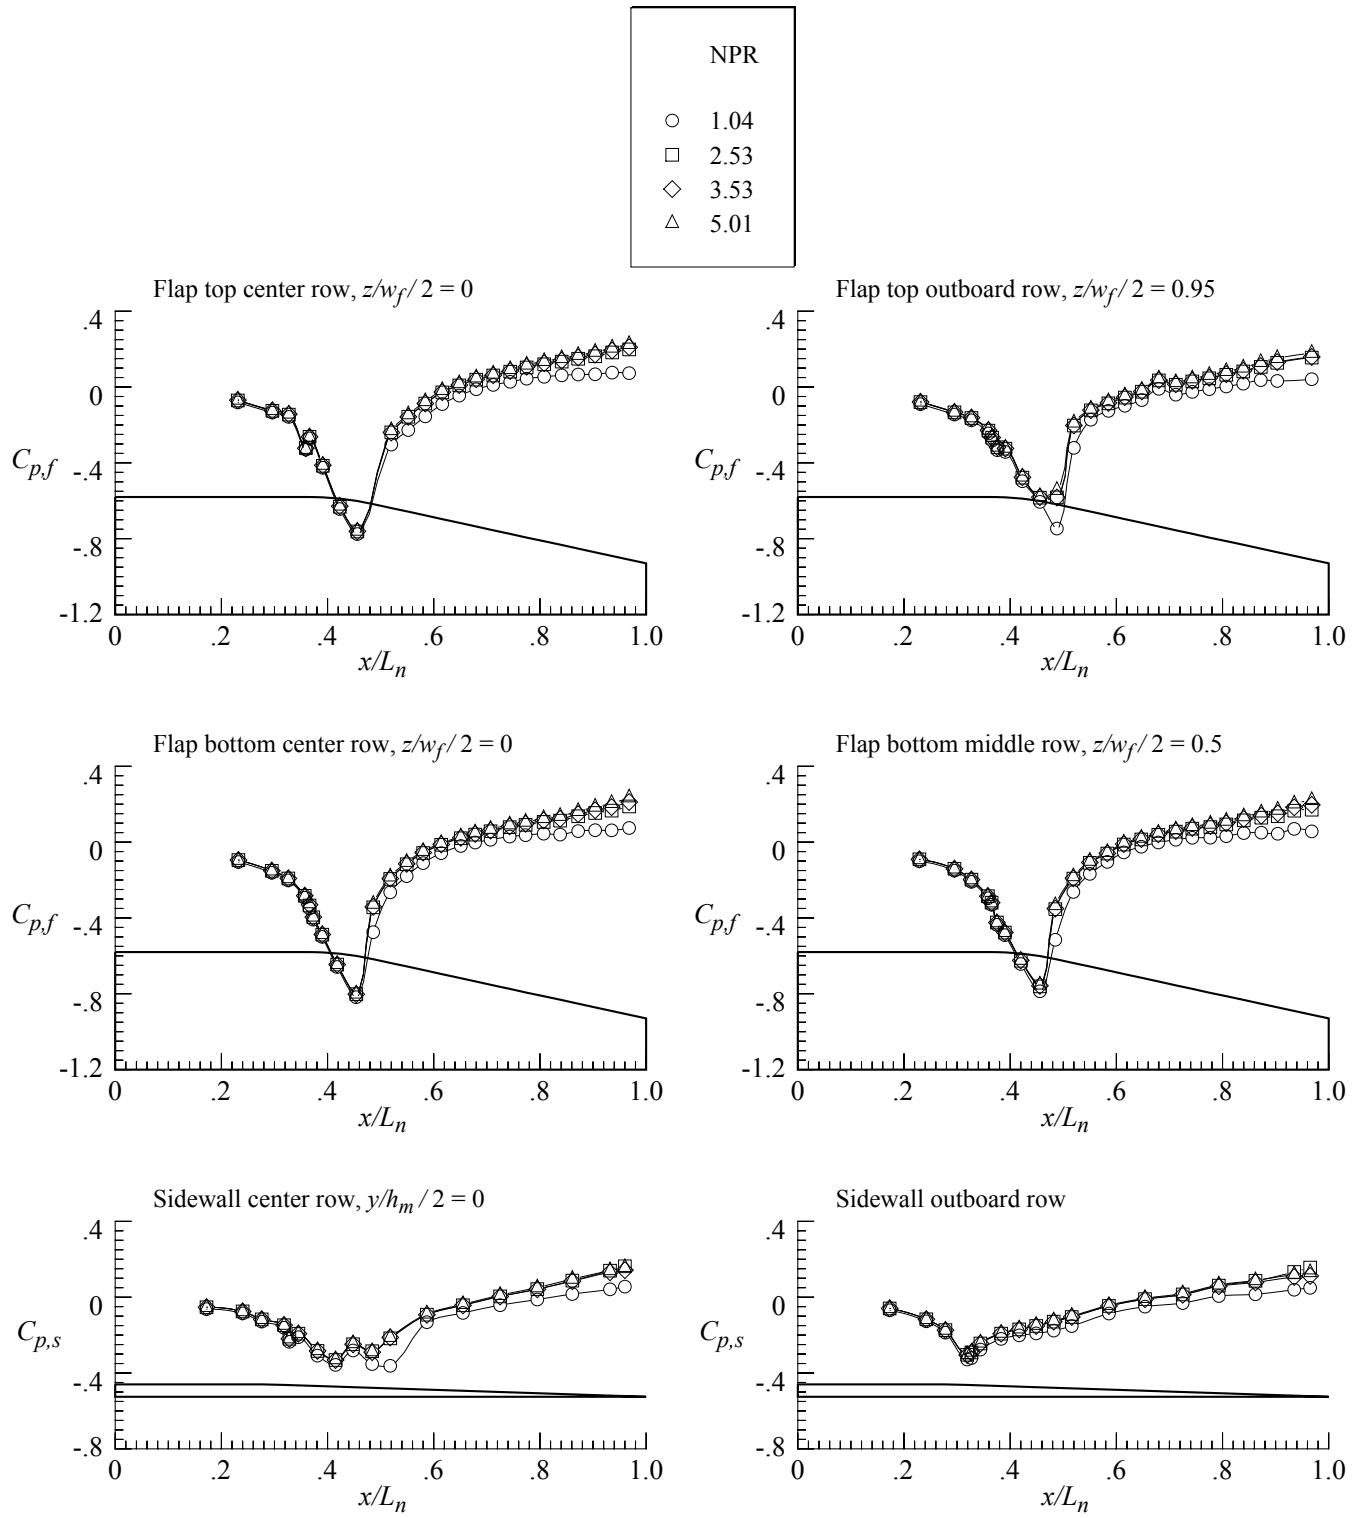 NPR
1.04
2.53
3.53
5.01
Flap top center row, z/w_f / 2 = 0
.4
0
-.4
-.8
-1.2
C_p,f
0 .2 .4 .6 .8 1.0
x/L_n
Flap top outboard row, z/w_f / 2 = 0.95
.4
0
-.4
-.8
-1.2
C_p,f
0 .2 .4 .6 .8 1.0
x/L_n
Flap bottom center row, z/w_f / 2 = 0
.4
0
-.4
-.8
-1.2
C_p,f
0 .2 .4 .6 .8 1.0
x/L_n
Flap bottom middle row, z/w_f / 2 = 0.5
.4
0
-.4
-.8
-1.2
C_p,f
0 .2 .4 .6 .8 1.0
x/L_n
Sidewall center row, y/h_m / 2 = 0
.4
0
-.4
-.8
C_p,s
0 .2 .4 .6 .8 1.0
x/L_n
Sidewall outboard row
.4
0
-.4
-.8
C_p,s
0 .2 .4 .6 .8 1.0
x/L_n